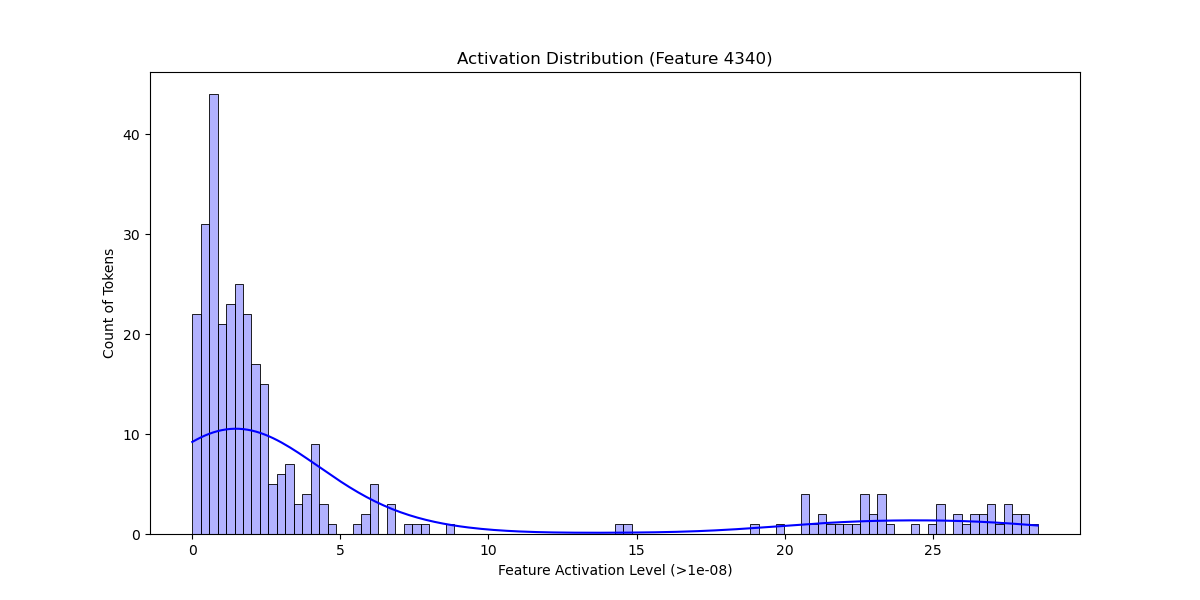 Activation Distribution (Feature 4340)
Count of Tokens
40
30
20
10
0
0 5 10 15 20 25
Feature Activation Level (>1e-08)